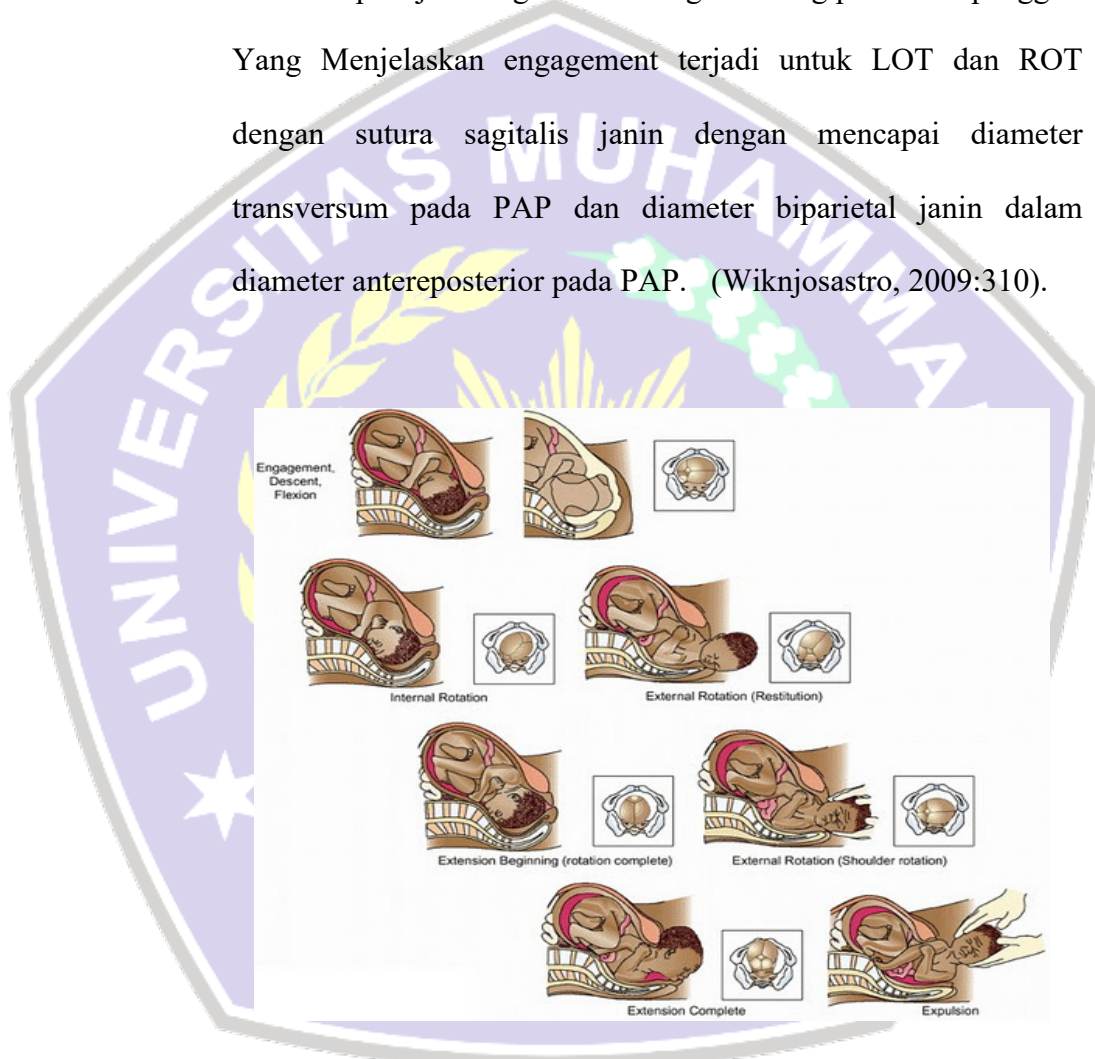 Yang Menjelaskan engagement terjadi untuk LOT dan ROT
dengan sutura sagitalis janin dengan mencapai diameter
transversum pada PAP dan diameter biparietal janin dalam
diameter antereposterior pada PAP. (Wiknjosastro, 2009:310).
UNIVERSITAS MUHAMMA
Engagement,
Descent,
Flexion
Internal Rotation
External Rotation (Restitution)
Extension Beginning (rotation complete)
External Rotation (Shoulder rotation)
Extension Complete
Expulsion